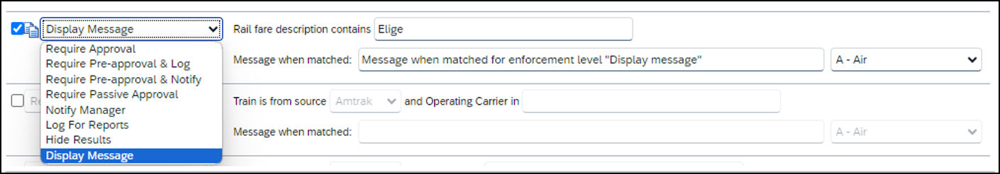 Display Message
Rail fare description contains Elige
Require Approval
Require Pre-approval & Log
Message when matched: Message when matched for enforcement level "Display message" A - Air
Require Pre-approval & Notify
Require Passive Approval
Train is from source Amtrak and Operating Carrier in
Notify Manager
Log For Reports
Message when matched: A - Air
Hide Results
Display Message